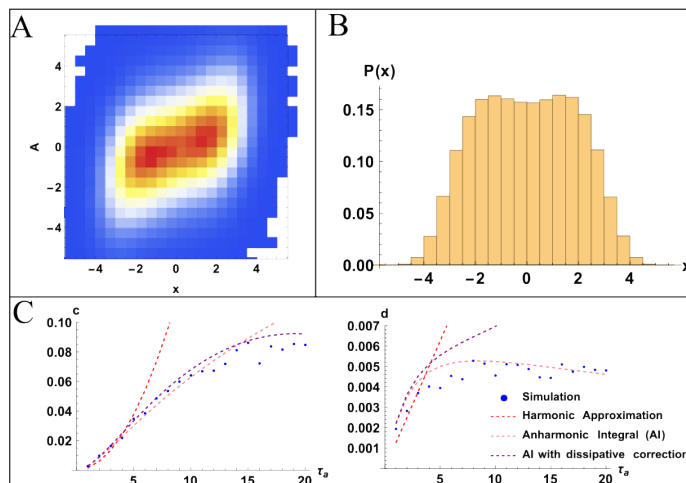 A
4
2
0
−2
−4
A
−4 −2 0 2 4
x
B
P(x)
0.15
0.10
0.05
0.00
−4 −2 0 2 4
x
C
c
0.10
0.08
0.06
0.04
0.02
5 10 15 20
τa
d
0.007
0.006
0.005
0.004
0.003
0.002
0.001
5 10 15 20
τa
Simulation
Harmonic Approximation
Anharmonic Integral (AI)
AI with dissipative correction